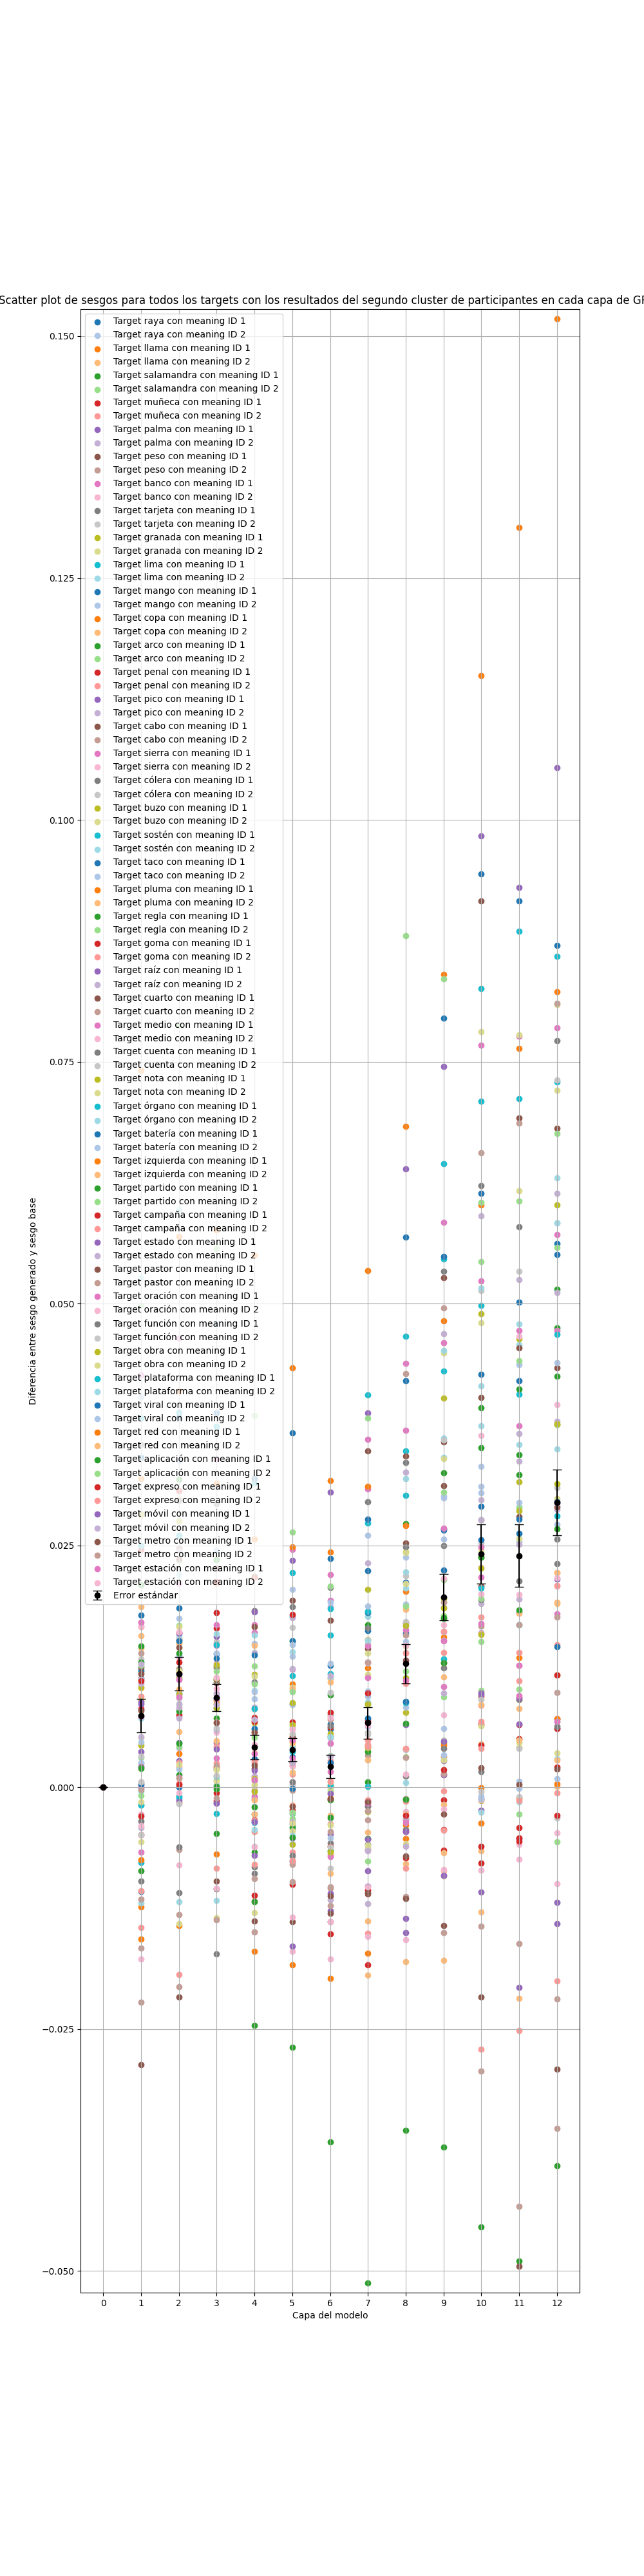 Scatter plot de sesgos para todos los targets con los resultados del segundo cluster de participantes en cada capa de GP
Target raya con meaning ID 1
Target raya con meaning ID 2
Target llama con meaning ID 1
Target llama con meaning ID 2
Target salamandra con meaning ID 1
Target salamandra con meaning ID 2
Target muñeca con meaning ID 1
Target muñeca con meaning ID 2
Target palma con meaning ID 1
Target palma con meaning ID 2
Target peso con meaning ID 1
Target peso con meaning ID 2
Target banco con meaning ID 1
Target banco con meaning ID 2
Target tarjeta con meaning ID 1
Target tarjeta con meaning ID 2
Target granada con meaning ID 1
Target granada con meaning ID 2
Target lima con meaning ID 1
Target lima con meaning ID 2
Target mango con meaning ID 1
Target mango con meaning ID 2
Target copa con meaning ID 1
Target copa con meaning ID 2
Target arco con meaning ID 1
Target arco con meaning ID 2
Target penal con meaning ID 1
Target penal con meaning ID 2
Target pico con meaning ID 1
Target pico con meaning ID 2
Target cabo con meaning ID 1
Target cabo con meaning ID 2
Target sierra con meaning ID 1
Target sierra con meaning ID 2
Target cólera con meaning ID 1
Target cólera con meaning ID 2
Target buzo con meaning ID 1
Target buzo con meaning ID 2
Target sostén con meaning ID 1
Target sostén con meaning ID 2
Target taco con meaning ID 1
Target taco con meaning ID 2
Target pluma con meaning ID 1
Target pluma con meaning ID 2
Target regla con meaning ID 1
Target regla con meaning ID 2
Target goma con meaning ID 1
Target goma con meaning ID 2
Target raíz con meaning ID 1
Target raíz con meaning ID 2
Target cuarto con meaning ID 1
Target cuarto con meaning ID 2
Target medio con meaning ID 1
Target medio con meaning ID 2
Target cuenta con meaning ID 1
Target cuenta con meaning ID 2
Target nota con meaning ID 1
Target nota con meaning ID 2
Target órgano con meaning ID 1
Target órgano con meaning ID 2
Target batería con meaning ID 1
Target batería con meaning ID 2
Target izquierda con meaning ID 1
Target izquierda con meaning ID 2
Target partido con meaning ID 1
Target partido con meaning ID 2
Target campaña con meaning ID 1
Target campaña con meaning ID 2
Target estado con meaning ID 1
Target estado con meaning ID 2
Target pastor con meaning ID 1
Target pastor con meaning ID 2
Target oración con meaning ID 1
Target oración con meaning ID 2
Target función con meaning ID 1
Target función con meaning ID 2
Target obra con meaning ID 1
Target obra con meaning ID 2
Target plataforma con meaning ID 1
Target plataforma con meaning ID 2
Target viral con meaning ID 1
Target viral con meaning ID 2
Target red con meaning ID 1
Target red con meaning ID 2
Target aplicación con meaning ID 1
Target aplicación con meaning ID 2
Target expreso con meaning ID 1
Target expreso con meaning ID 2
Target móvil con meaning ID 1
Target móvil con meaning ID 2
Target metro con meaning ID 1
Target metro con meaning ID 2
Target estación con meaning ID 1
Target estación con meaning ID 2
Error estándar
Diferencia entre sesgo generado y sesgo base
0.150
0.125
0.100
0.075
0.050
0.025
0.000
−0.025
−0.050
0 1 2 3 4 5 6 7 8 9 10 11 12
Capa del modelo